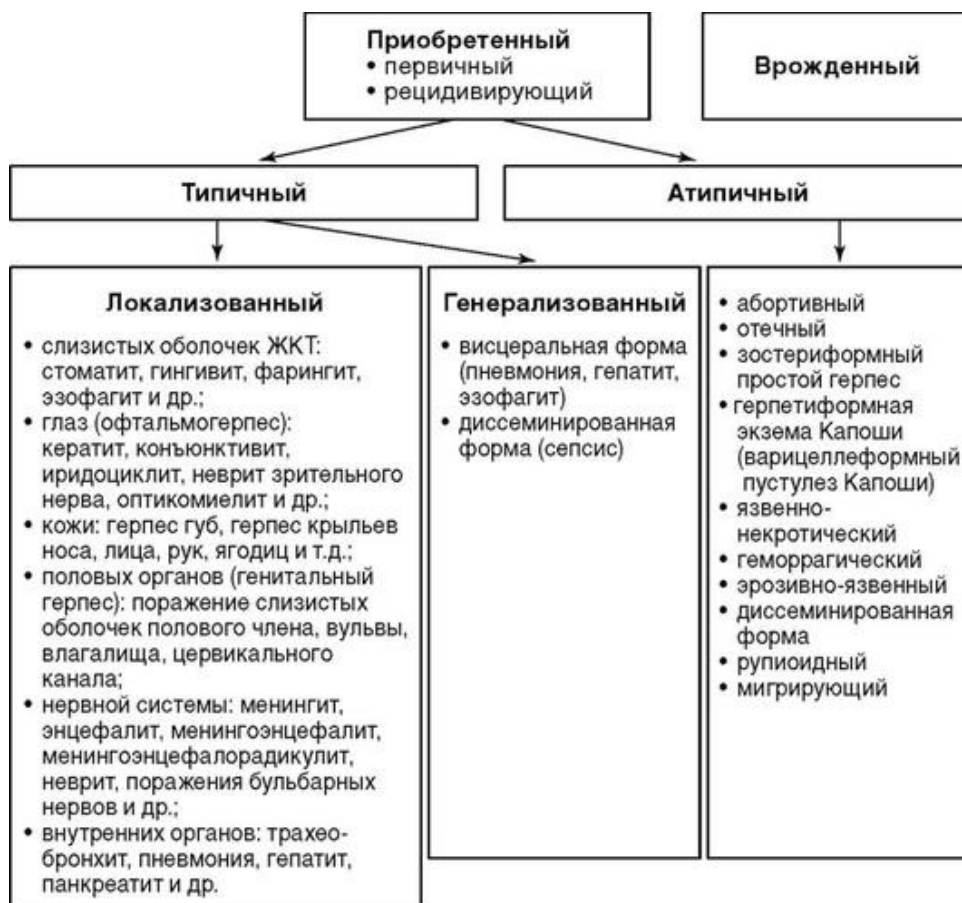 Приобретенный
• первичный
• рецидивирующий
Врожденный
Типичный
Атипичный
Локализованный
• слизистых оболочек ЖКТ:
стоматит, гингивит, фарингит,
эзофагит и др.;
• глаз (офтальмогерпес):
кератит, конъюнктивит,
иридоциклит, неврит зрительного
нерва, оптикомиелит и др.;
• кожи: герпес губ, герпес крыльев
носа, лица, рук, ягодиц и т.д.;
• половых органов (генитальный
герпес): поражение слизистых
оболочек полового члена, вульвы,
влагалища, цервикального
канала;
• нервной системы: менингит,
энцефалит, менингоэнцефалит,
менингоэнцефалорадикулит,
неврит, поражения бульбарных
нервов и др.;
• внутренних органов: трахео-
бронхит, пневмония, гепатит,
панкреатит и др.
Генерализованный
• висцеральная форма
(пневмония, гепатит,
эзофагит)
• диссеминированная
форма (сепсис)
• абортивный
• отечный
• зостериформный
простой герпес
• герпетиформная
экзема Капоши
(варицеллеформный
пустулез Капоши)
• язвенно-
некротический
• геморрагический
• эрозивно-язвенный
• диссеминированная
форма
• рупиоидный
• мигрирующий